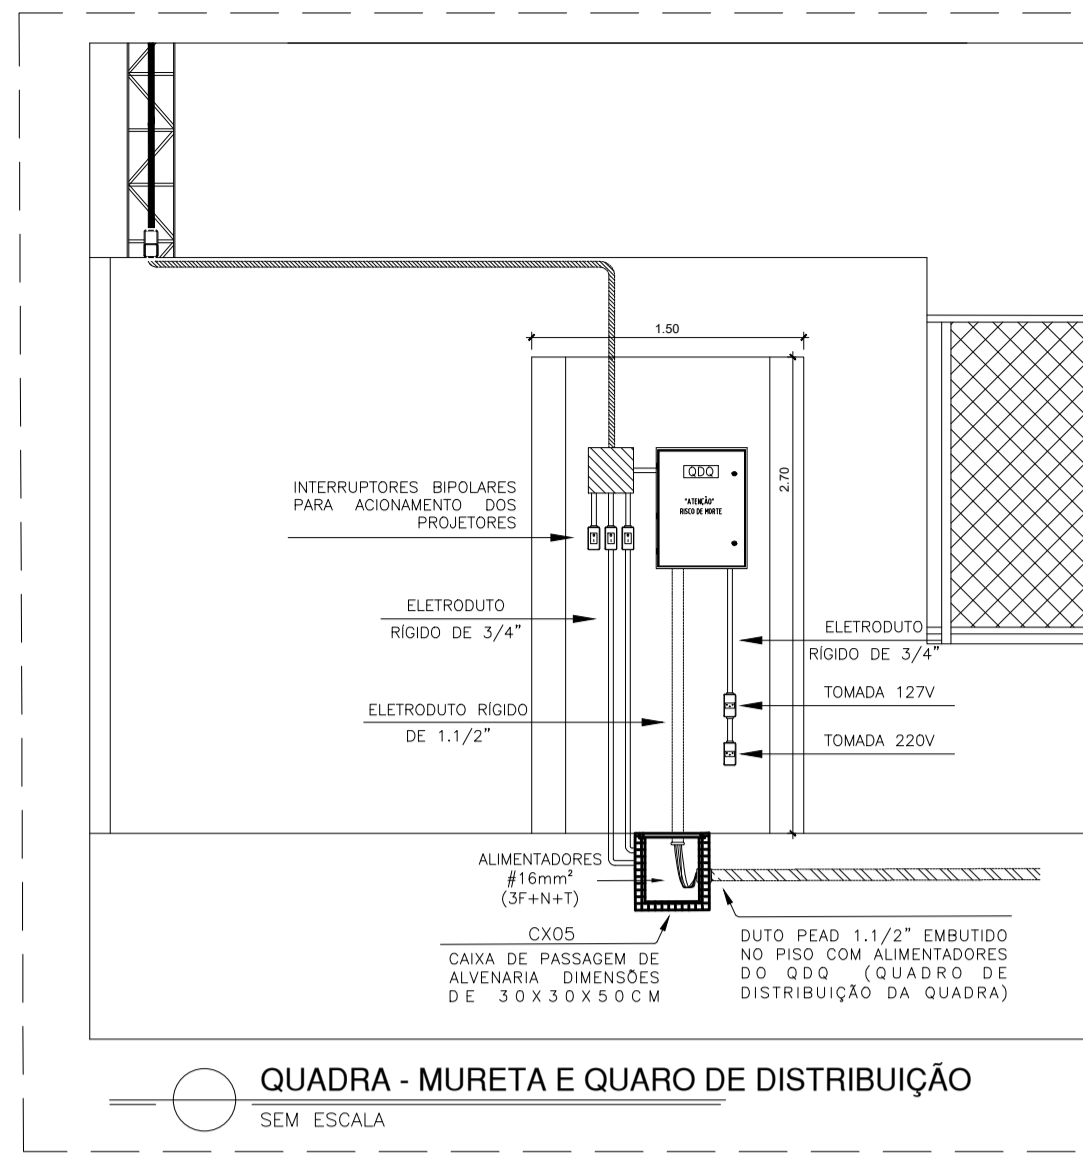 1.50
2.70
QDQ
"ATENÇÃO"
RISCO DE MORTE
INTERRUPTORES BIPOLARES
PARA ACIONAMENTO DOS
PROJETORES
ELETRODUTO
RÍGIDO DE 3/4"
ELETRODUTO
RÍGIDO DE 3/4"
TOMADA 127V
ELETRODUTO RÍGIDO
DE 1.1/2"
TOMADA 220V
ALIMENTADORES
#16mm²
(3F+N+T)
CX05
CAIXA DE PASSAGEM DE
ALVENARIA DIMENSÕES
DE 30X30X50CM
DUTO PEAD 1.1/2" EMBUTIDO
NO PISO COM ALIMENTADORES
DO QDQ (QUADRO DE
DISTRIBUIÇÃO DA QUADRA)
QUADRA - MURETA E QUARO DE DISTRIBUIÇÃO
SEM ESCALA